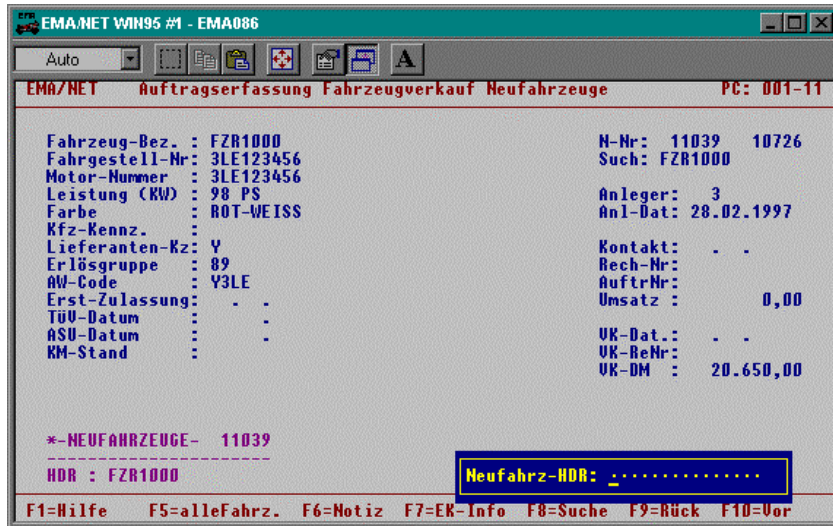 EMA/NET WIN95 #1 - EMA086
Auto
A
EMA/NET Auftragserfassung Fahrzeugverkauf Neufahrzeuge PC: 001-11
Fahrzeug-Bez. : FZR1000 N-Nr: 11039 10726
Fahrgestell-Nr: 3LE123456 Such: FZR1000
Motor-Nummer : 3LE123456
Leistung (KW) : 98 PS Anleger: 3
Farbe : ROT-WEISS Anl-Dat: 28.02.1997
Kfz-Kennz. :
Lieferanten-Kz: Y Kontakt: . .
Erlösgruppe : 89 Rech-Nr:
AW-Code : Y3LE AuftrNr:
Erst-Zulassung: . . Umsatz : 0,00
TüV-Datum : .
ASU-Datum : . VK-Dat.: . .
KM-Stand : VK-ReNr:
VK-DM : 20.650,00
*-NEUFAHRZEUGE- 11039
----------------------
HDR : FZR1000 Neufahrz-HDR: _..............
F1=Hilfe F5=alleFahrz. F6=Notiz F7=EK-Info F8=Suche F9=Rück F10=Vor